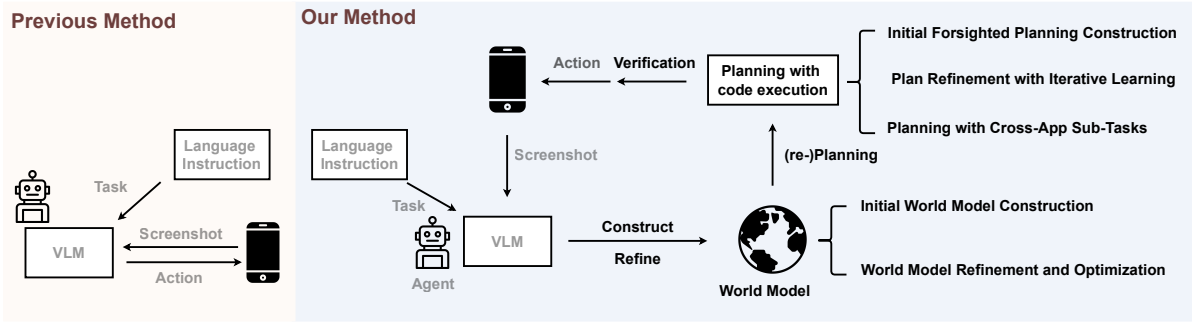 Previous Method
Language
Instruction
Task
VLM
Screenshot
Action
Our Method
Action
Verification
Planning with
code execution
Initial Forsighted Planning Construction
Plan Refinement with Iterative Learning
Planning with Cross-App Sub-Tasks
Language
Instruction
Screenshot
(re-)Planning
Task
VLM
Agent
Construct
Refine
World Model
Initial World Model Construction
World Model Refinement and Optimization